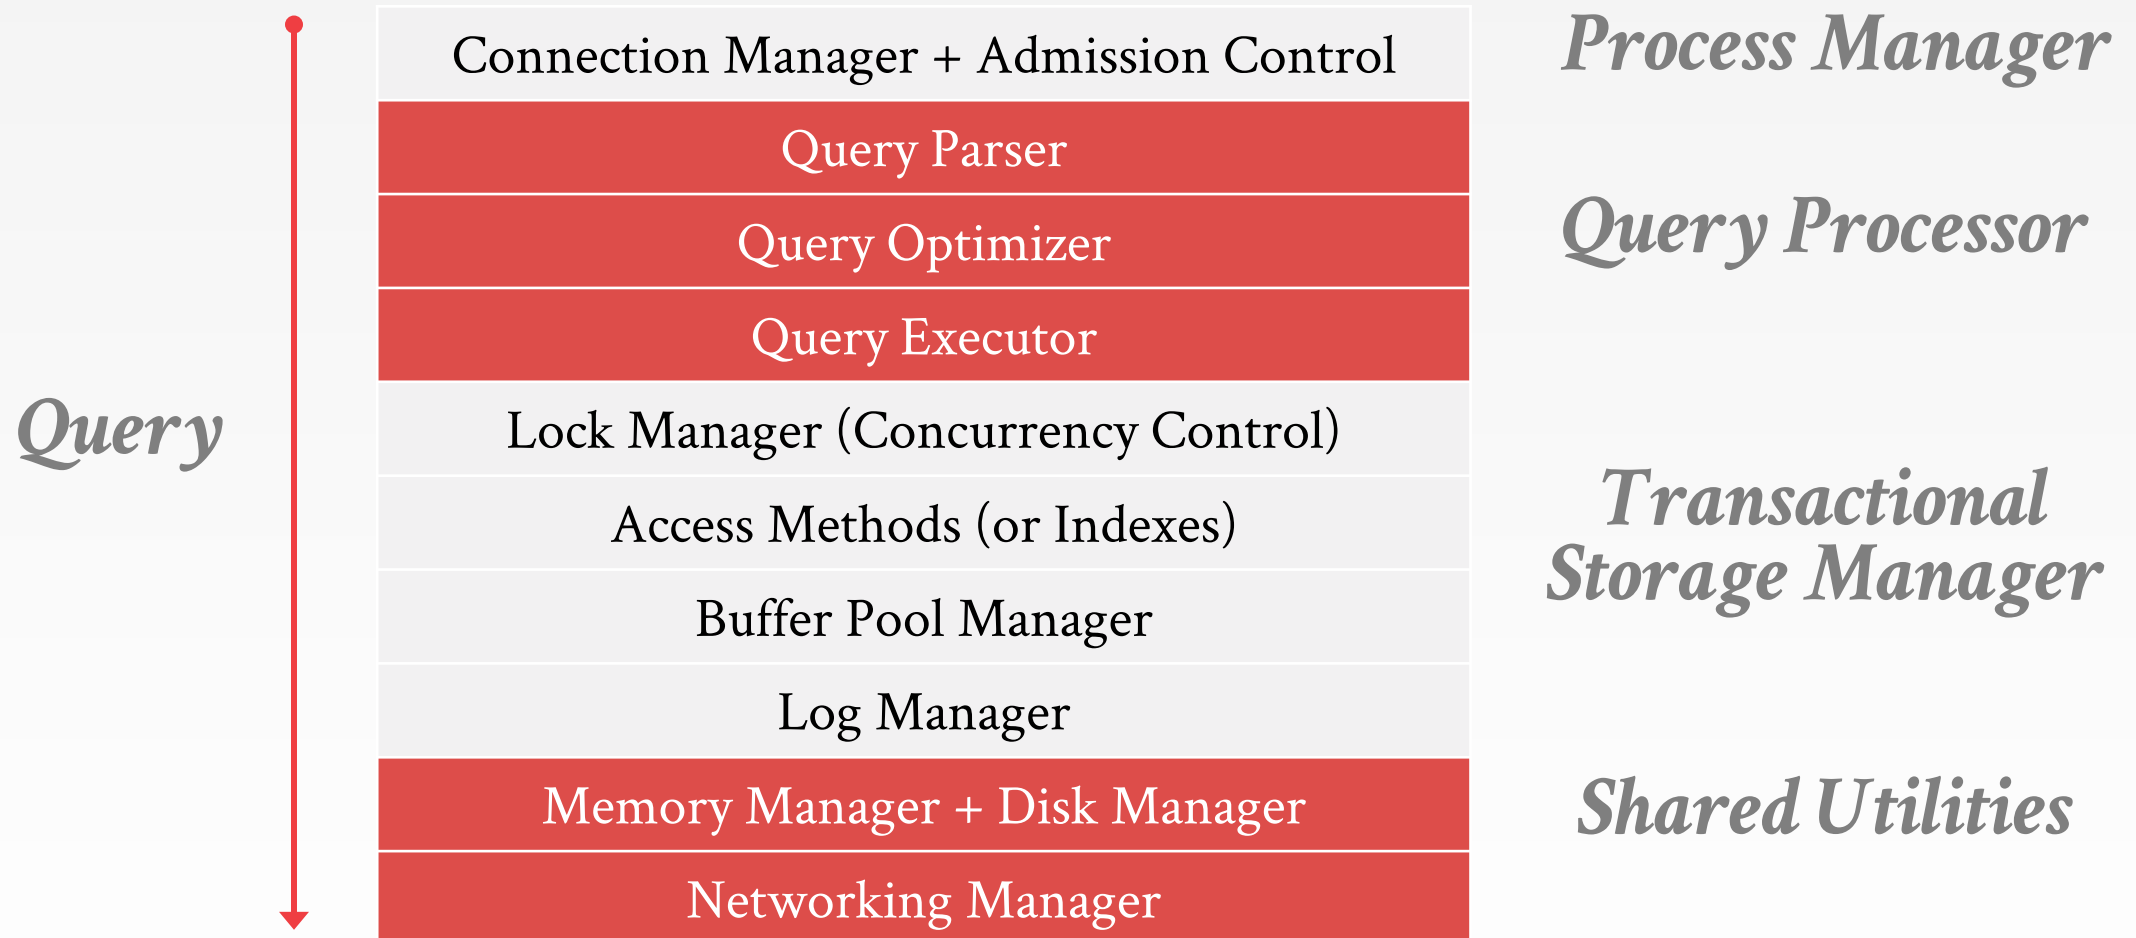 Query
Connection Manager + Admission Control
Query Parser
Query Optimizer
Query Executor
Lock Manager (Concurrency Control)
Access Methods (or Indexes)
Buffer Pool Manager
Log Manager
Memory Manager + Disk Manager
Networking Manager
Process Manager
Query Processor
Transactional
Storage Manager
Shared Utilities